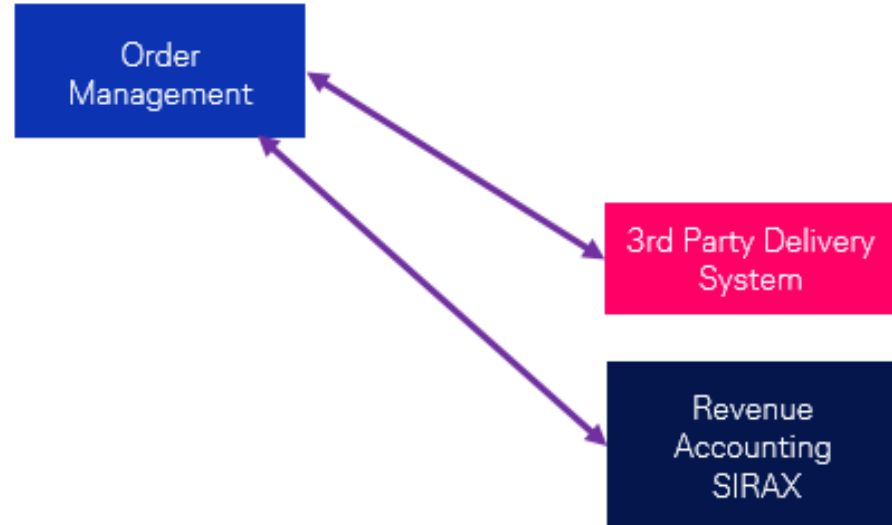 Order
Management
3rd Party Delivery
System
Revenue
Accounting
SIRAX